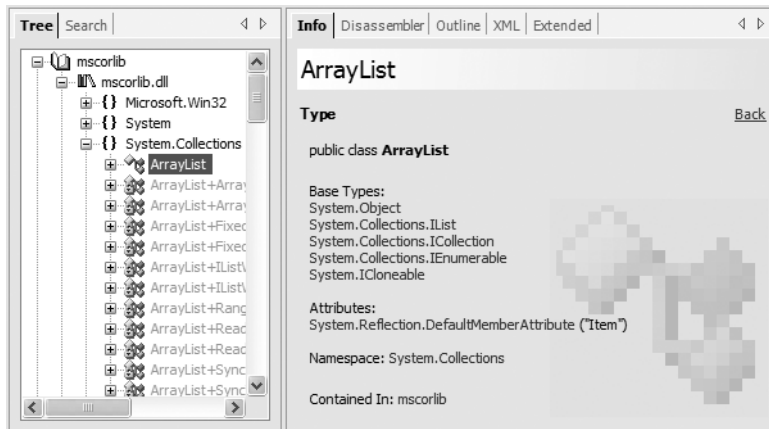 Tree Search
mscorlib
mscorlib.dll
{} Microsoft.Win32
{} System
{} System.Collections
ArrayList
ArrayList+Array
ArrayList+Array
ArrayList+Fixed
ArrayList+Fixed
ArrayList+IListW
ArrayList+IListW
ArrayList+Rang
ArrayList+Read
ArrayList+Read
ArrayList+Sync
ArrayList+Sync
Info Disassembler Outline XML Extended
ArrayList
Type
Back
public class ArrayList
Base Types:
System.Object
System.Collections.IList
System.Collections.ICollection
System.Collections.IEnumerable
System.ICloneable
Attributes:
System.Reflection.DefaultMemberAttribute ("Item")
Namespace: System.Collections
Contained In: mscorlib